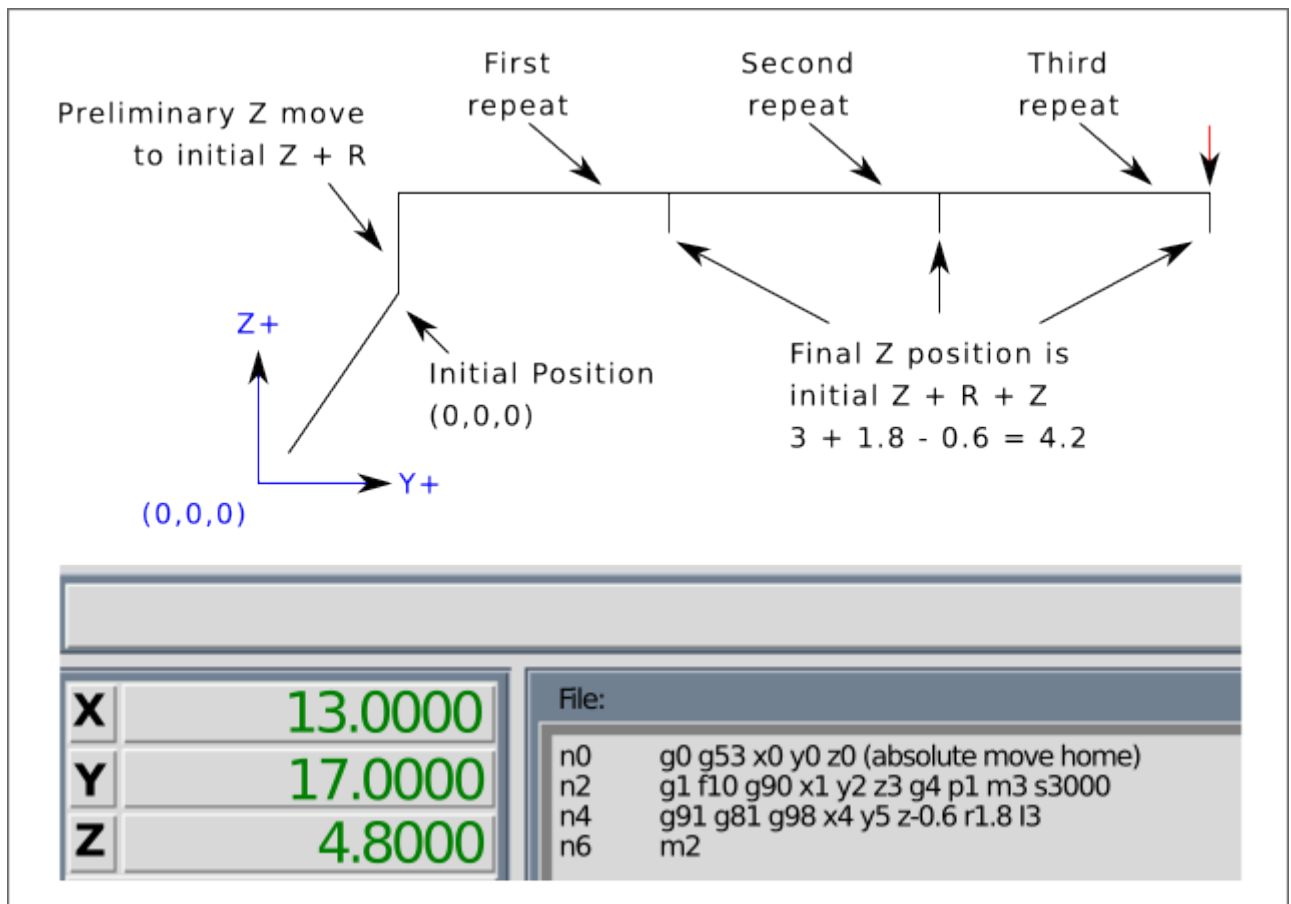 First
repeat
Second
repeat
Third
repeat
Preliminary Z move
to initial Z + R
Z+
Initial Position
(0,0,0)
Final Z position is
initial Z + R + Z
3 + 1.8 - 0.6 = 4.2
Y+
(0,0,0)
X 13.0000
Y 17.0000
Z 4.8000
File:
n0 g0 g53 x0 y0 z0 (absolute move home)
n2 g1 f10 g90 x1 y2 z3 g4 p1 m3 s3000
n4 g91 g81 g98 x4 y5 z-0.6 r1.8 l3
n6 m2